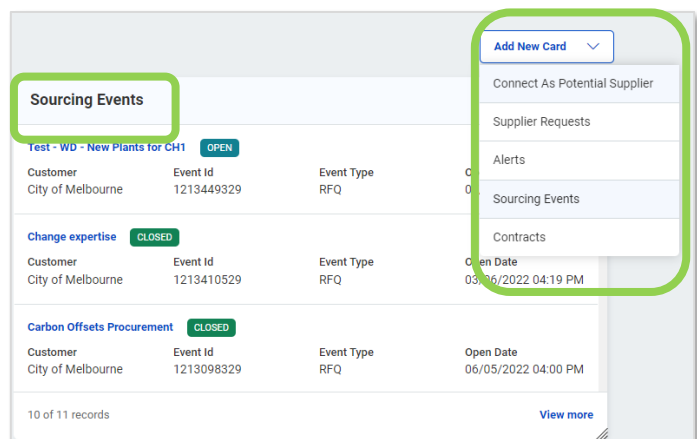 Add New Card
Connect As Potential Supplier
Supplier Requests
Alerts
Sourcing Events
Contracts
Sourcing Events
Test - WD - New Plants for CH1 OPEN
Customer Event Id Event Type
City of Melbourne 1213449329 RFQ
Change expertise CLOSED
Customer Event Id Event Type Open Date
City of Melbourne 1213410529 RFQ 03/06/2022 04:19 PM
Carbon Offsets Procurement CLOSED
Customer Event Id Event Type Open Date
City of Melbourne 1213098329 RFQ 06/05/2022 04:00 PM
10 of 11 records View more